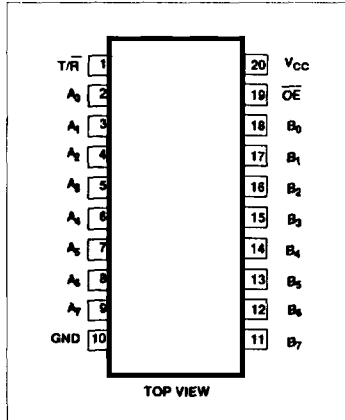 T/R̅ 1 20 VCC
A0 2 19 O̅E̅
A1 3 18 B0
A2 4 17 B1
A3 5 16 B2
A4 6 15 B3
A5 7 14 B4
A6 8 13 B5
A7 9 12 B6
GND 10 11 B7
TOP VIEW